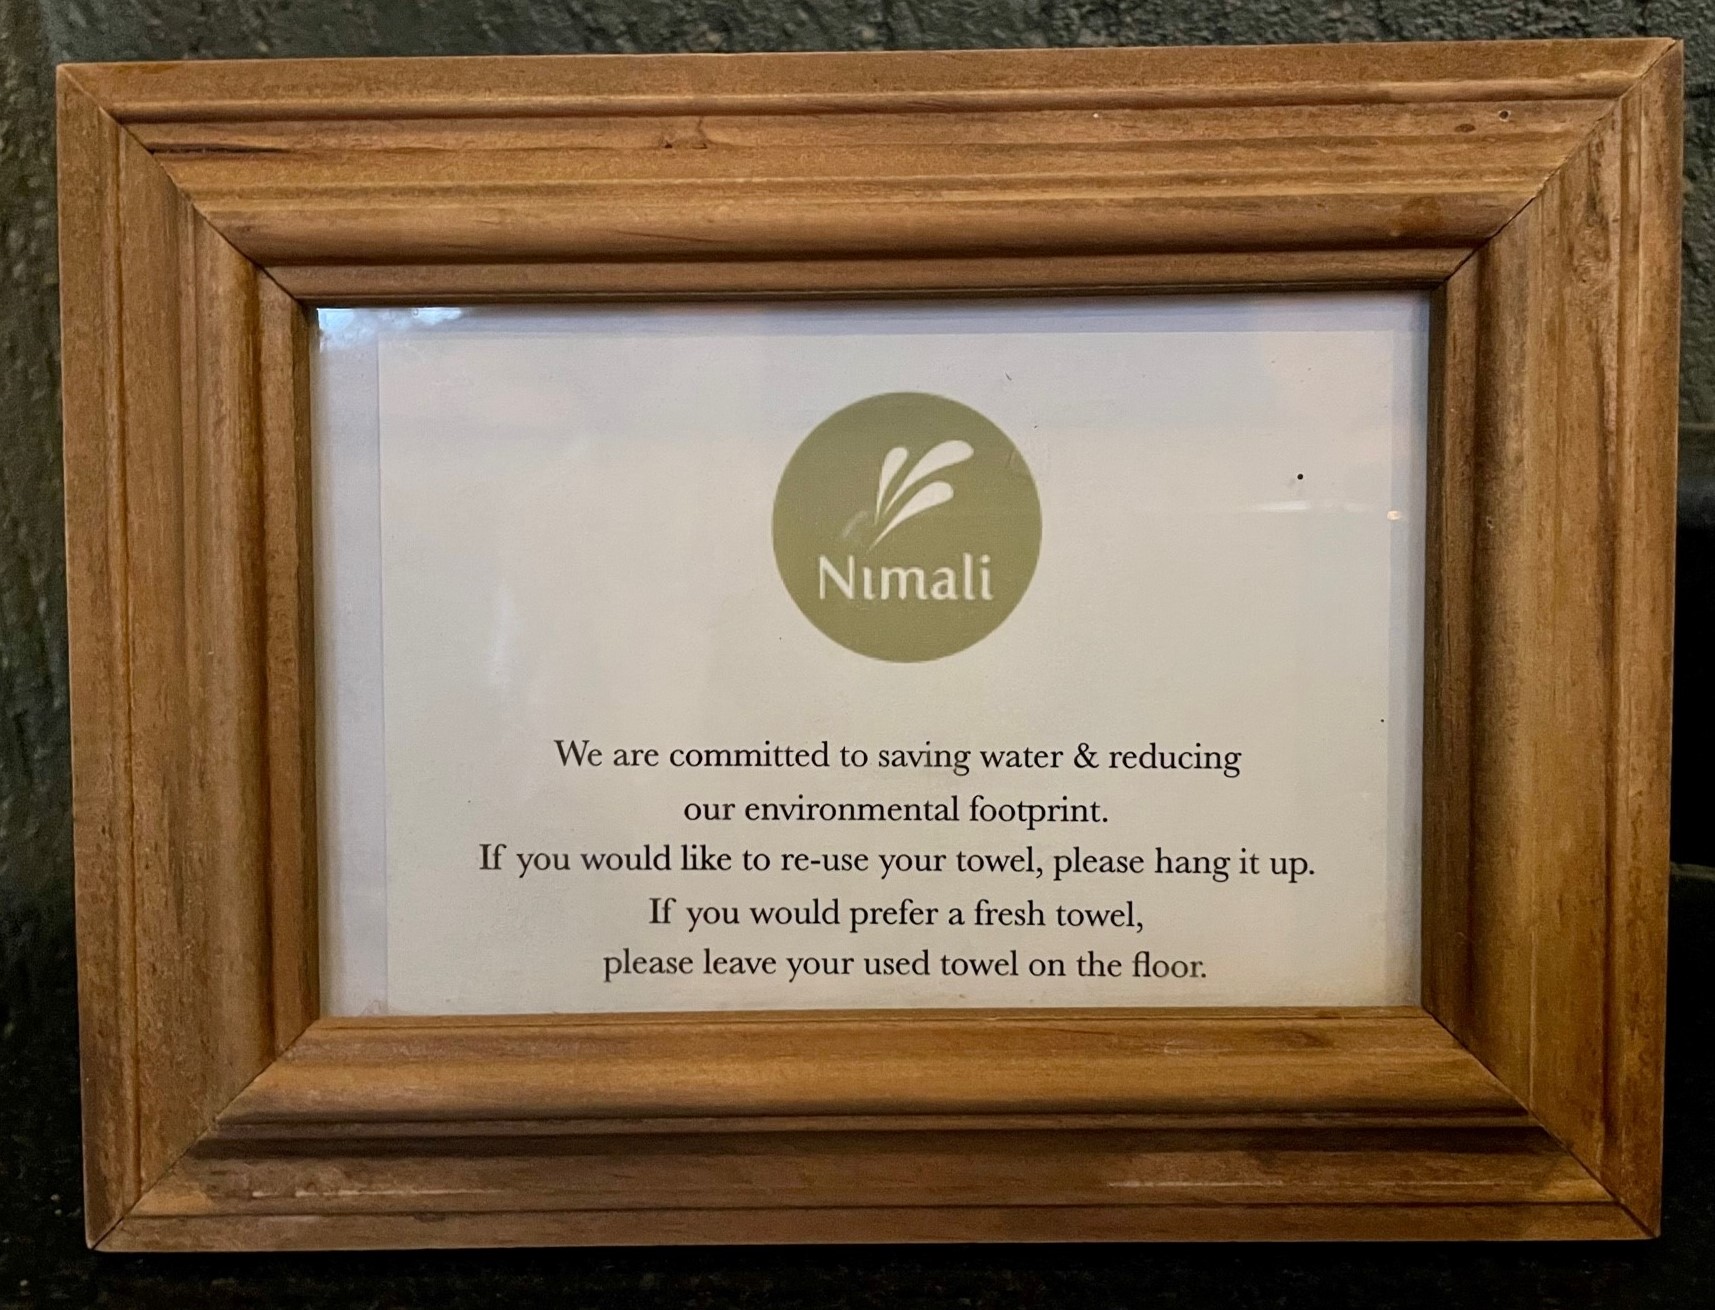 Nimali
We are committed to saving water & reducing
our environmental footprint.
If you would like to re-use your towel, please hang it up.
If you would prefer a fresh towel,
please leave your used towel on the floor.